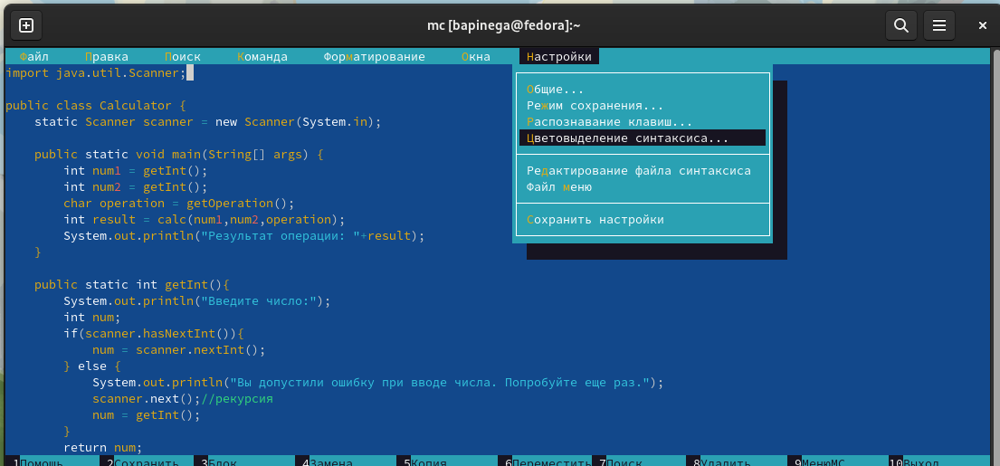 mc [bapinega@fedora]:~
Файл Правка Поиск Команда Форматирование Окна Настройки
import java.util.Scanner;
Общие...
Режим сохранения...
Распознавание клавиш...
Цветовыделение синтаксиса...
Редактирование файла синтаксиса
Файл меню
Сохранить настройки
public class Calculator {
    static Scanner scanner = new Scanner(System.in);
    public static void main(String[] args) {
        int num1 = getInt();
        int num2 = getInt();
        char operation = getOperation();
        int result = calc(num1,num2,operation);
        System.out.println("Результат операции: "+result);
    }
    public static int getInt(){
        System.out.println("Введите число:");
        int num;
        if(scanner.hasNextInt()){
            num = scanner.nextInt();
        } else {
            System.out.println("Вы допустили ошибку при вводе числа. Попробуйте еще раз.");
            scanner.next();//рекурсия
            num = getInt();
        }
        return num;
1Помощь 2Сохранить 3Блок 4Замена 5Копия 6Переместить 7Поиск 8Удалить 9МенюМС 10Выход